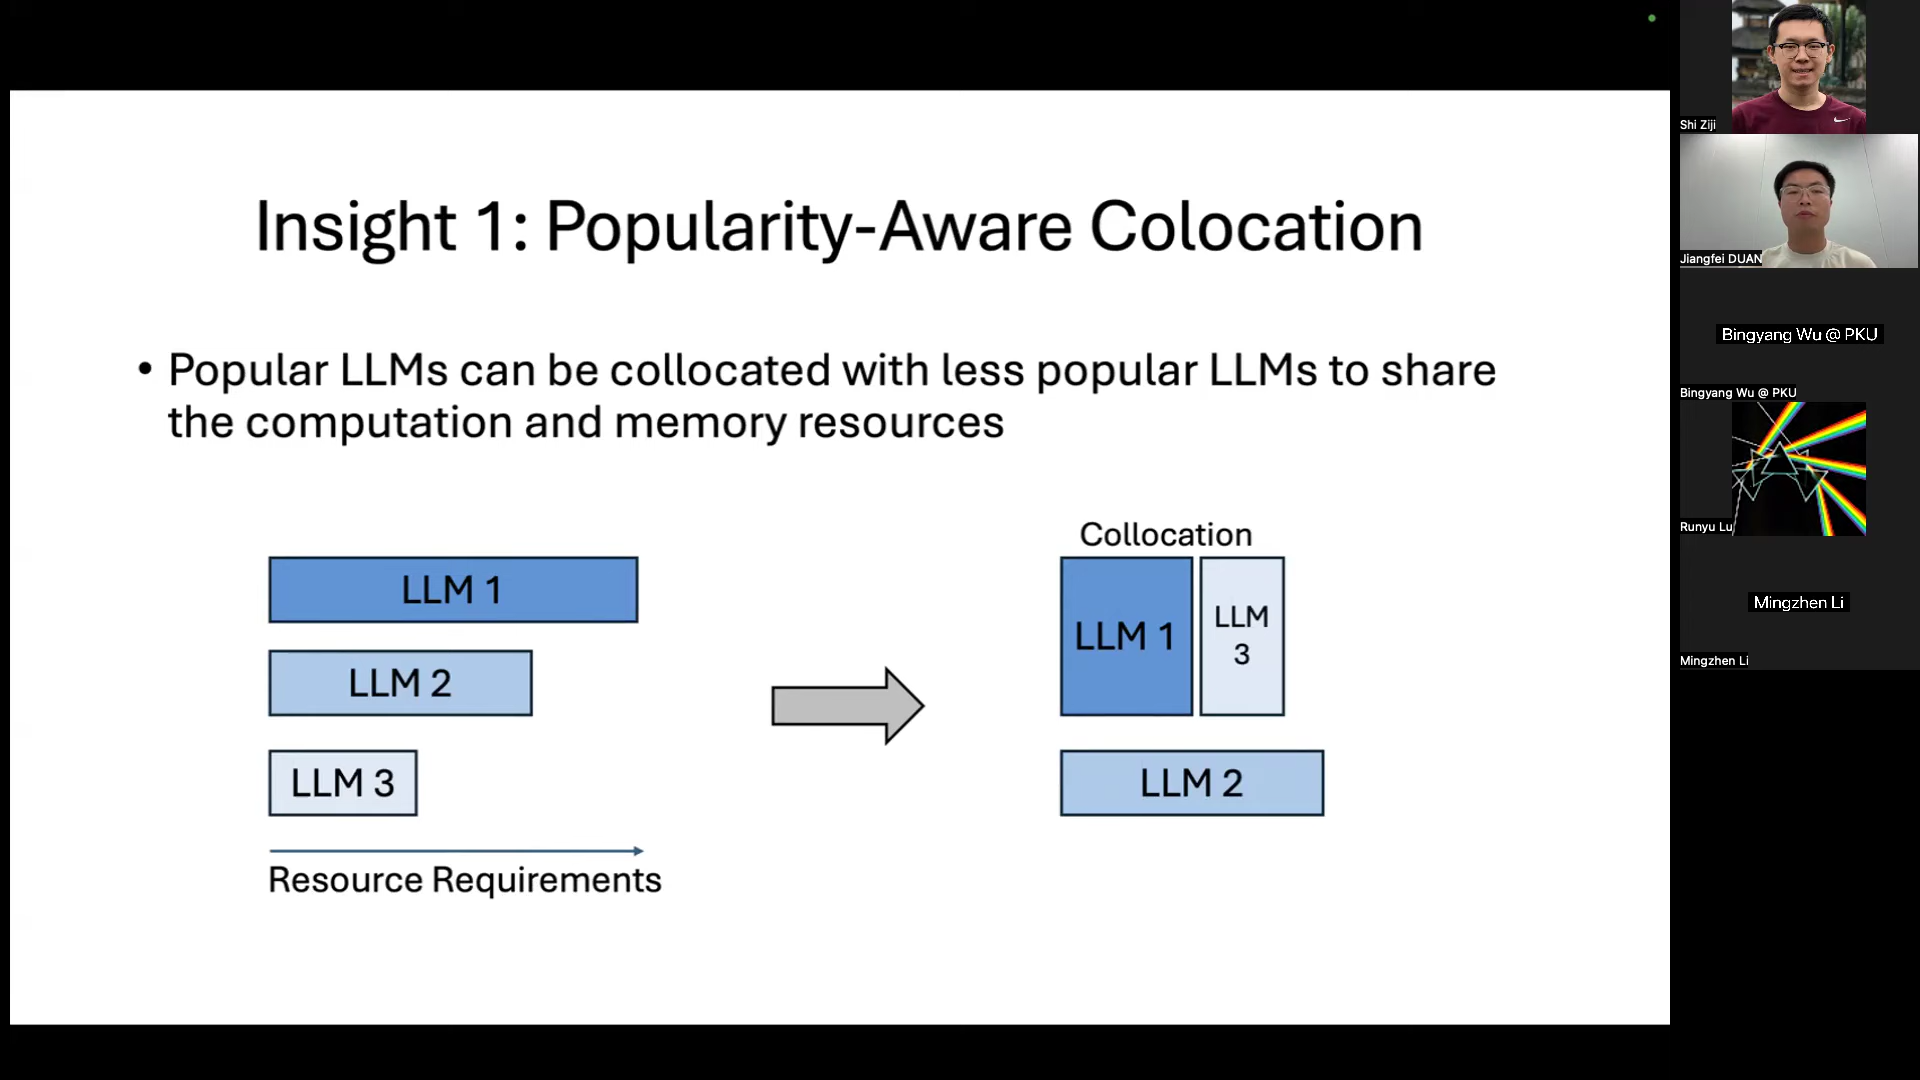 Insight 1: Popularity-Aware Colocation
• Popular LLMs can be collocated with less popular LLMs to share
the computation and memory resources
LLM 1
LLM 2
LLM 3
Resource Requirements
Collocation
LLM 1
LLM
3
LLM 2
Shi Ziji
Jiangfei DUAN
Bingyang Wu @ PKU
Bingyang Wu @ PKU
Runyu Lu
Mingzhen Li
Mingzhen Li